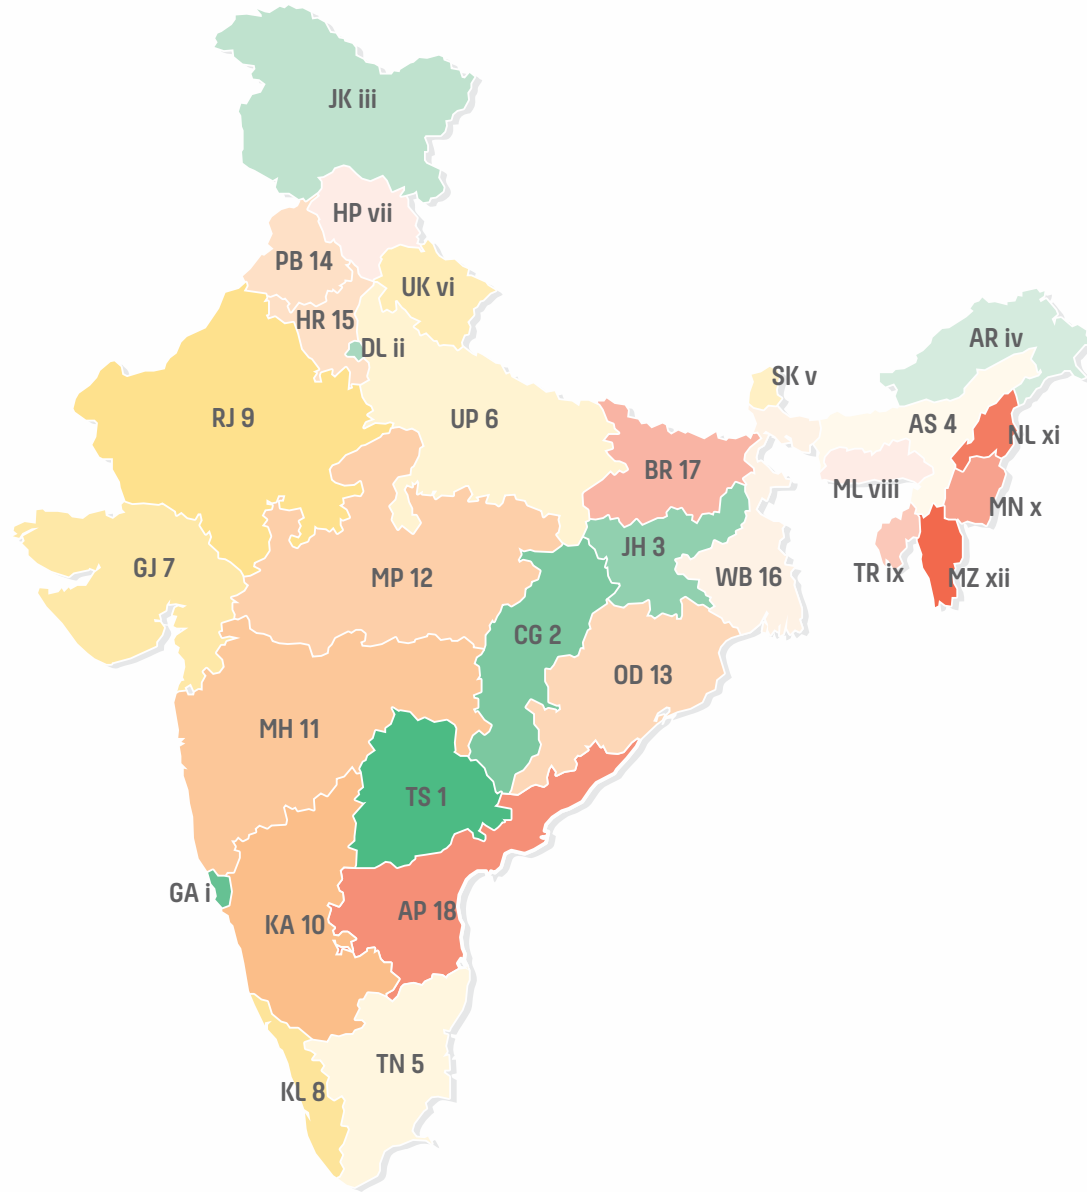 JK iii
HP vii
PB 14
UK vi
HR 15
AR iv
DL ii
SK v
RJ 9
UP 6
AS 4
NL xi
BR 17
ML viii
MN x
JH 3
GJ 7
TR ix
MP 12
WB 16
MZ xii
CG 2
OD 13
MH 11
TS 1
GA i
AP 18
KA 10
TN 5
KL 8